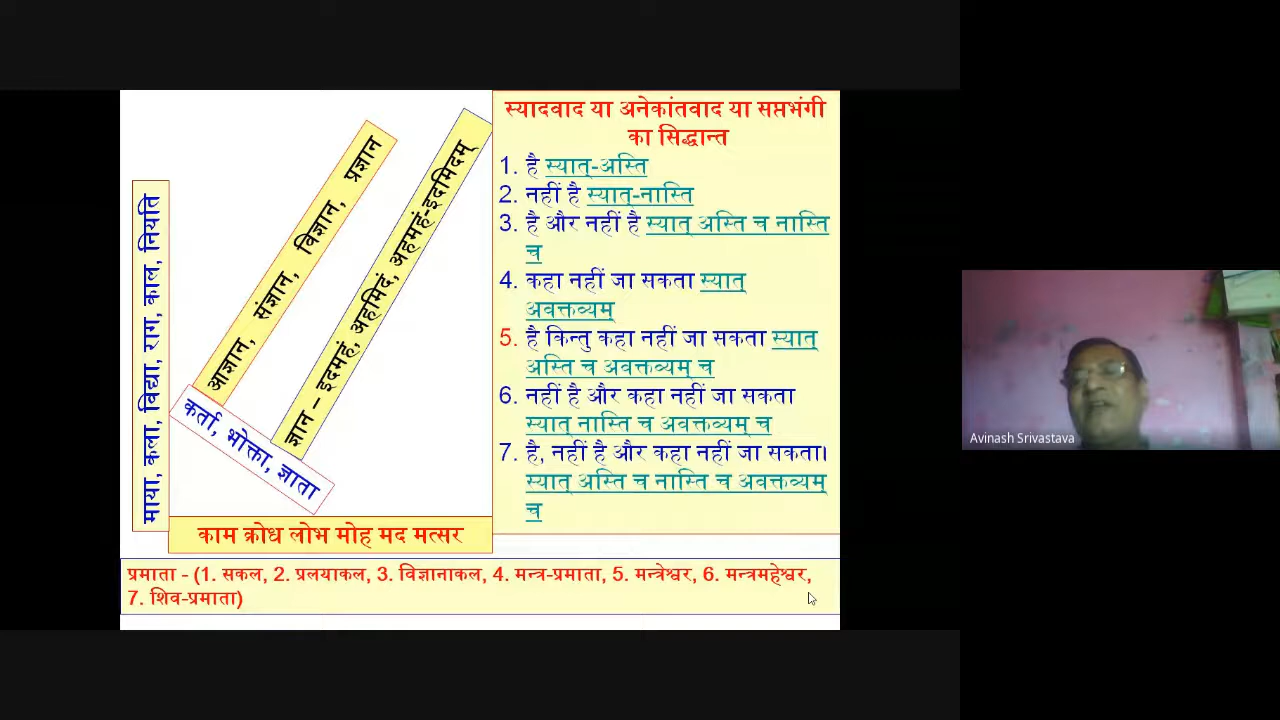 माया, कला, विद्या, राग, काल, नियति
आज्ञान, संज्ञान, विज्ञान, प्रज्ञान
ज्ञान – इदमहं, अहमिदं, अहमहं-इदमिदम्
कर्ता, भोक्ता, ज्ञाता
काम क्रोध लोभ मोह मद मत्सर
स्यादवाद या अनेकांतवाद या सप्तभंगी
का सिद्धान्त
1. है स्यात्-अस्ति
2. नहीं है स्यात्-नास्ति
3. है और नहीं है स्यात् अस्ति च नास्ति
च
4. कहा नहीं जा सकता स्यात्
अवक्तव्यम्
5. है किन्तु कहा नहीं जा सकता स्यात्
अस्ति च अवक्तव्यम् च
6. नहीं है और कहा नहीं जा सकता
स्यात् नास्ति च अवक्तव्यम् च
7. है, नहीं है और कहा नहीं जा सकता।
स्यात् अस्ति च नास्ति च अवक्तव्यम्
च
प्रमाता - (1. सकल, 2. प्रलयाकल, 3. विज्ञानाकल, 4. मन्त्र-प्रमाता, 5. मन्त्रेश्वर, 6. मन्त्रमहेश्वर,
7. शिव-प्रमाता)
Avinash Srivastava